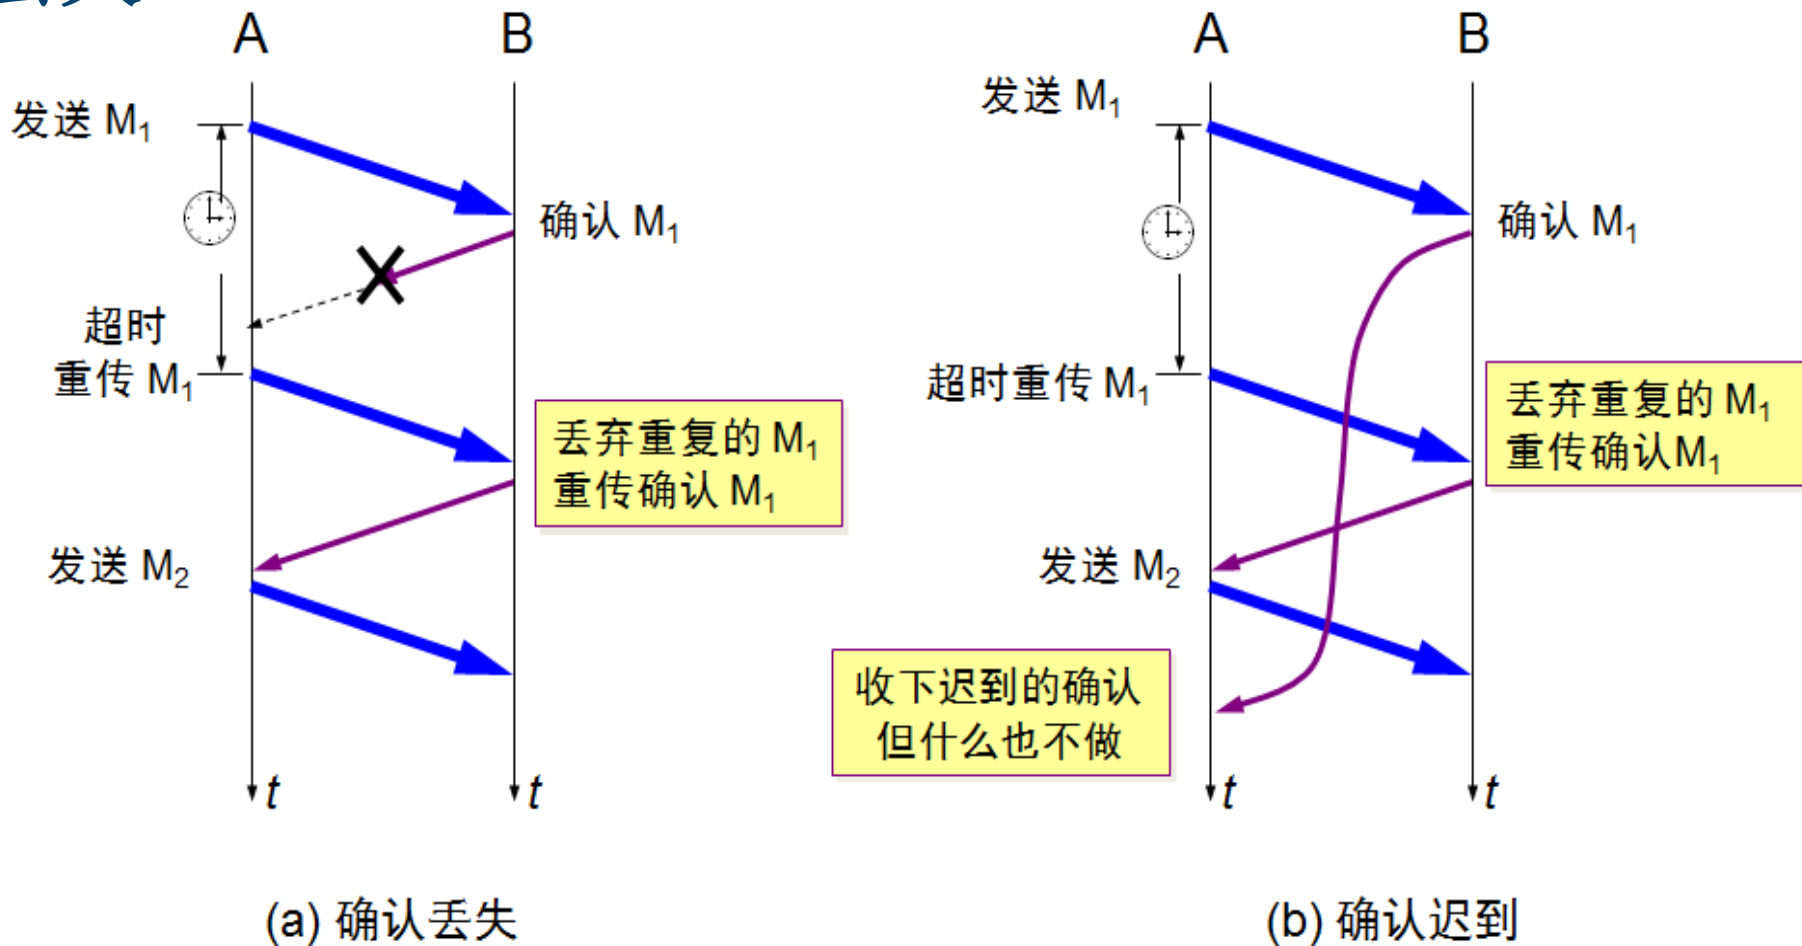 A
B
发送 M₁
确认 M₁
超时
重传 M₁
丢弃重复的 M₁
重传确认 M₁
发送 M₂
t
t
(a) 确认丢失
A
B
发送 M₁
确认 M₁
超时重传 M₁
丢弃重复的 M₁
重传确认M₁
发送 M₂
收下迟到的确认
但什么也不做
t
t
(b) 确认迟到